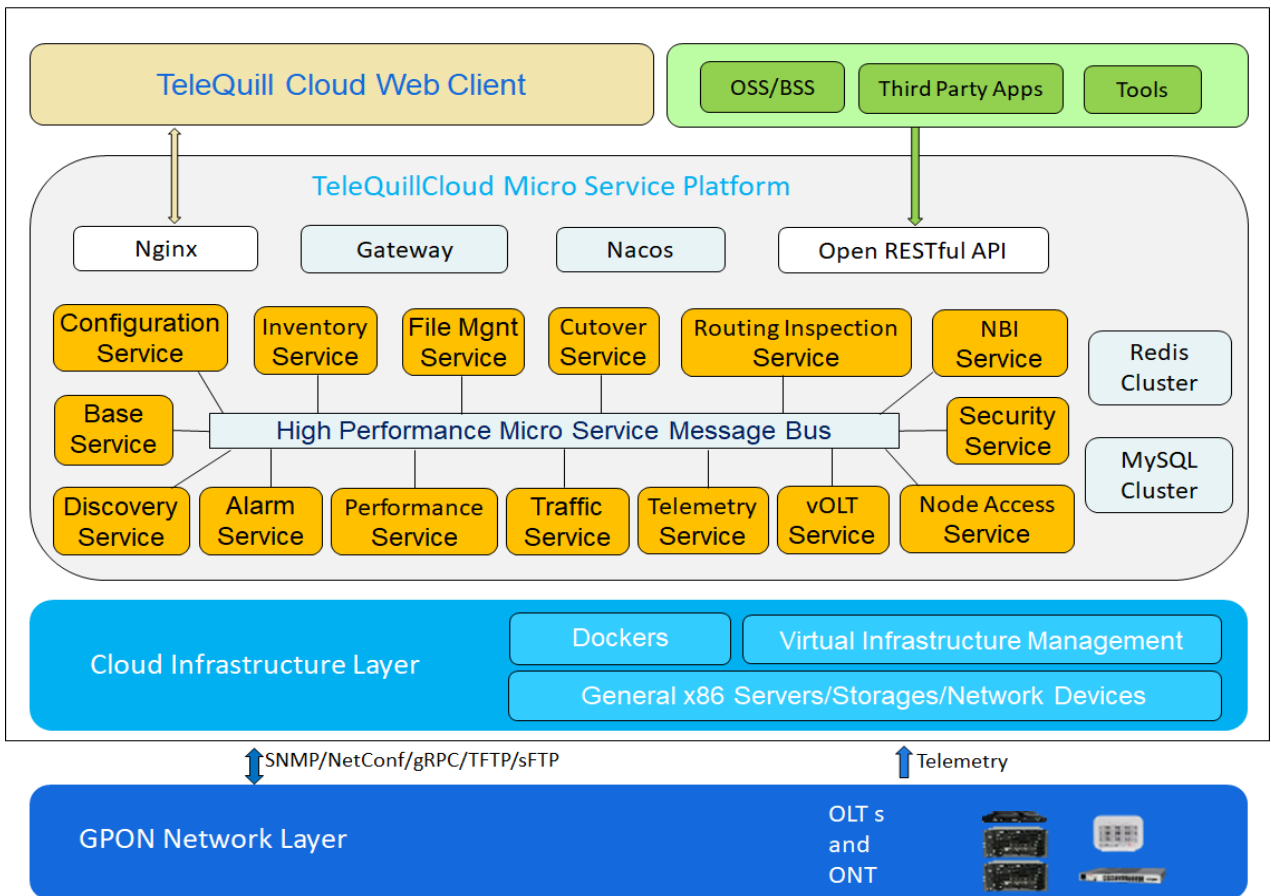 TeleQuill Cloud Web Client
OSS/BSS
Third Party Apps
Tools
TeleQuillCloud Micro Service Platform
Nginx
Gateway
Nacos
Open RESTful API
Configuration
Service
Inventory
Service
File Mgnt
Service
Cutover
Service
Routing Inspection
Service
NBI
Service
Redis
Cluster
Base
Service
High Performance Micro Service Message Bus
Security
Service
MySQL
Cluster
Discovery
Service
Alarm
Service
Performance
Service
Traffic
Service
Telemetry
Service
vOLT
Service
Node Access
Service
Cloud Infrastructure Layer
Dockers
Virtual Infrastructure Management
General x86 Servers/Storages/Network Devices
SNMP/NetConf/gRPC/TFTP/sFTP
Telemetry
GPON Network Layer
OLT s
and
ONT